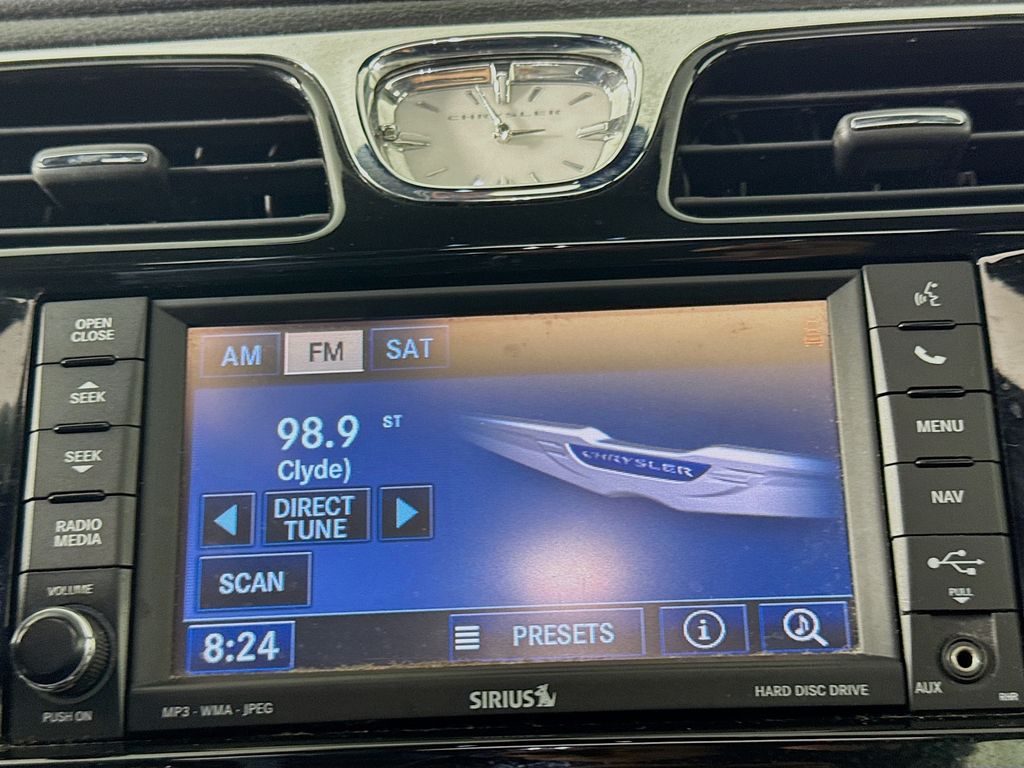 CHRYSLER
OPEN
CLOSE
SEEK
SEEK
RADIO
MEDIA
VOLUME
PUSH ON
AM
FM
SAT
98.9
ST
Clyde)
DIRECT
TUNE
SCAN
8:24
PRESETS
i
CHRYSLER
MP3 - WMA - JPEG
SIRIUS
HARD DISC DRIVE
MENU
NAV
PULL
AUX
RHR